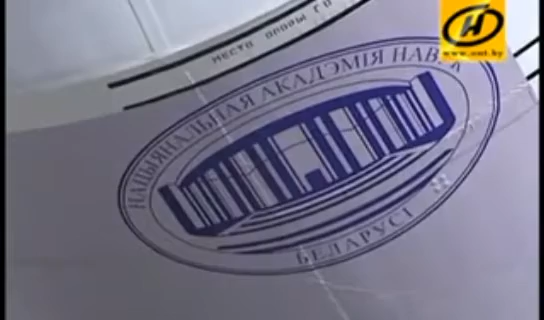 www.ont.by
МЕСТО ОПОРЫ Г.О
НАЦЫЯНАЛЬНАЯ АКАДЭМІЯ НАВУК
БЕЛАРУСІ